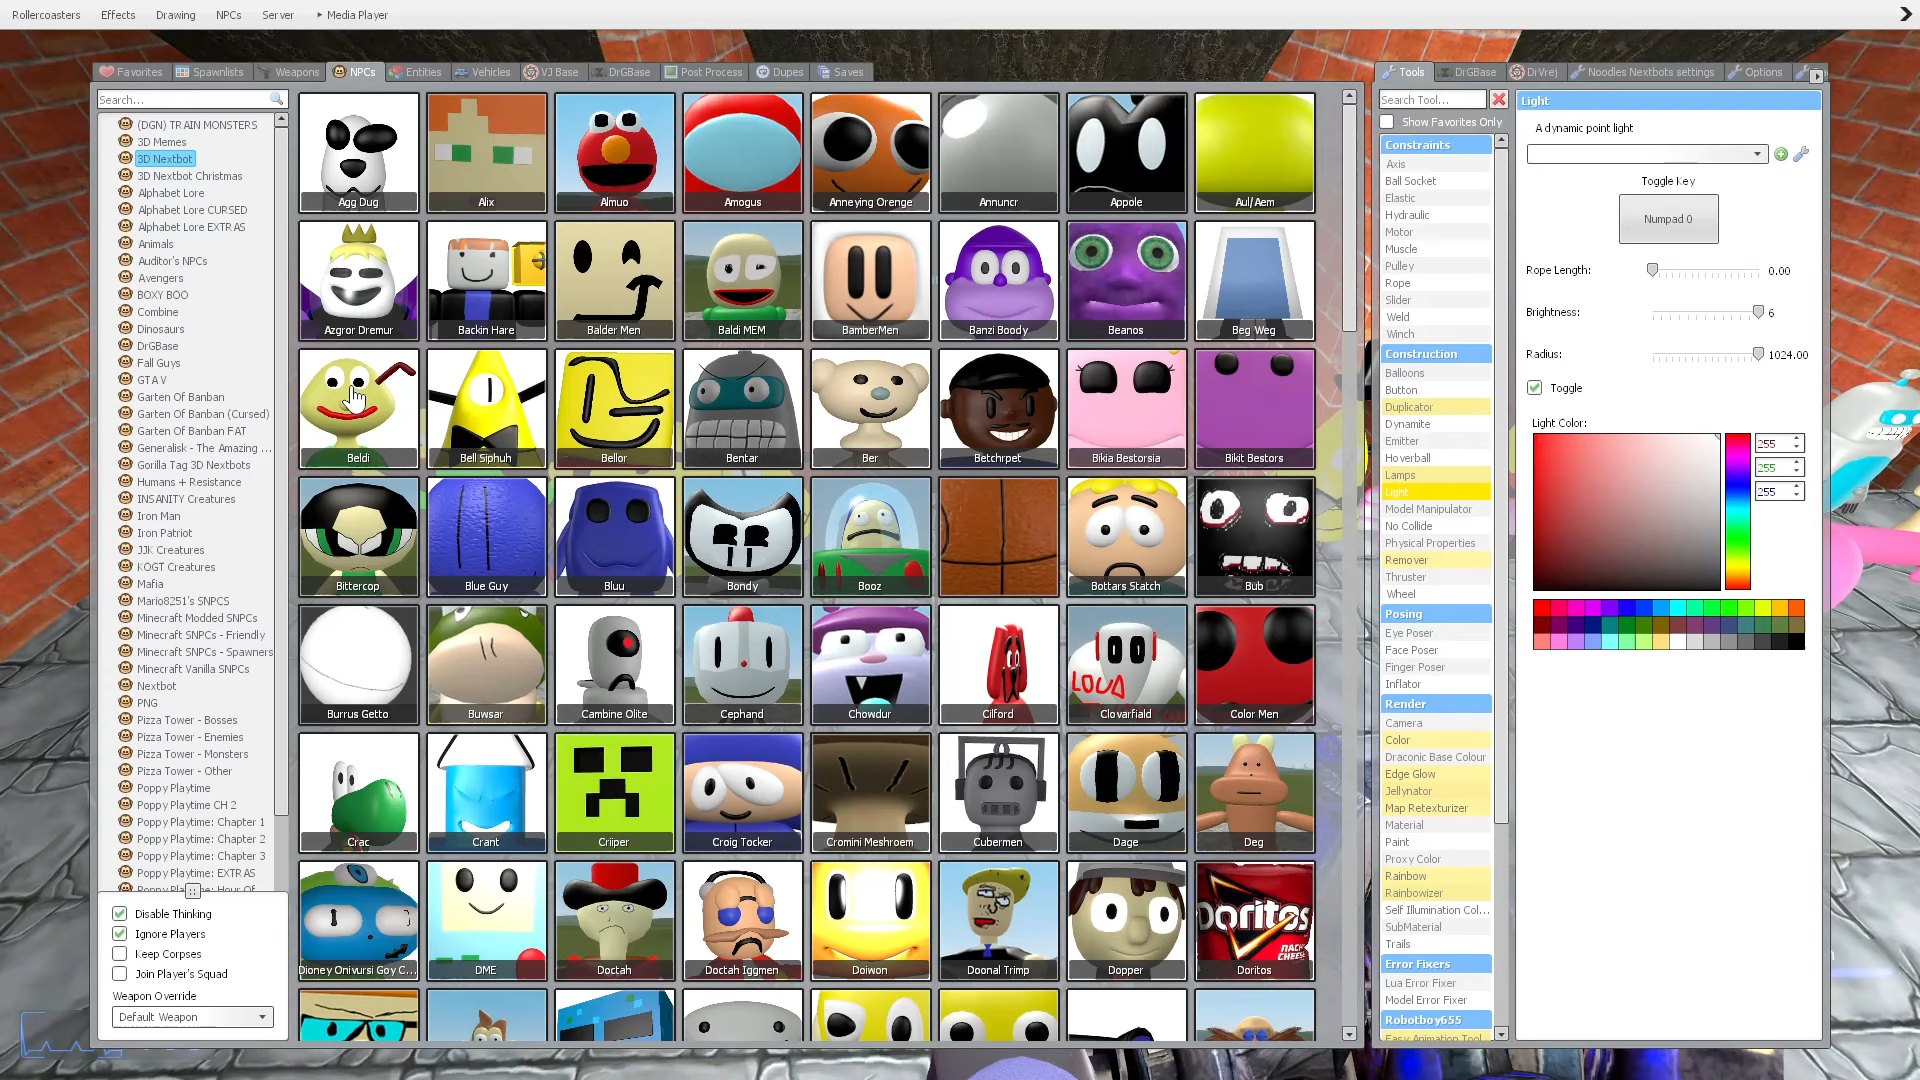 Rollercoasters Effects Drawing NPCs Server Media Player
Favorites Spawnlists Weapons NPCs Entities Vehicles VJ Base DrGBase Post Process Dupes Saves
Search...
(DGN) TRAIN MONSTERS
3D Memes
3D Nextbot
3D Nextbot Christmas
Alphabet Lore
Alphabet Lore CURSED
Alphabet Lore EXTRAS
Animals
Auditor's NPCs
Avengers
BOXY BOO
Combine
Dinosaurs
DrGBase
Fall Guys
GTA V
Garten Of Banban
Garten Of Banban (Cursed)
Garten Of Banban FAT
Generalisk - The Amazing ...
Gorilla Tag 3D Nextbots
Humans + Resistance
INSANITY Creatures
Iron Man
Iron Patriot
JJK Creatures
KOGT Creatures
Mafia
Mario8251's SNPCS
Minecraft Modded SNPCs
Minecraft SNPCs - Friendly
Minecraft SNPCs - Spawners
Minecraft Vanilla SNPCs
Nextbot
PNG
Pizza Tower - Bosses
Pizza Tower - Enemies
Pizza Tower - Monsters
Pizza Tower - Other
Poppy Playtime
Poppy Playtime CH 2
Poppy Playtime: Chapter 1
Poppy Playtime: Chapter 2
Poppy Playtime: Chapter 3
Poppy Playtime: EXTRAS
Disable Thinking
Ignore Players
Keep Corpses
Join Player's Squad
Weapon Override
Default Weapon
Agg Dug Alix Almuo Amogus Anneying Orenge Annuncr Appole Aul/Aem
Azgror Dremur Backin Hare Balder Men Baldi MEM BamberMen Banzi Boody Beanos Beg Weg
Beldi Bell Siphuh Bellor Bentar Ber Betchrpet Bikia Bestorsia Bikit Bestors
Bittercop Blue Guy Bluu Bondy Booz Bottars Statch Bub
LOUD
Burrus Getto Buwsar Cambine Olite Cephand Chowdur Cilford Clovarfiald Color Men
Crac Crant Criiper Croig Tocker Cromini Meshroem Cubermen Dage Deg
Doritos
NACHO
CHEESE
Dioney Onivursi Goy C... DME Doctah Doctah Iggmen Doiwon Doonal Trimp Dopper Doritos
Tools DrGBase DrVrej Noodles Nextbots settings Options
Search Tool...
Show Favorites Only
Constraints
Axis
Ball Socket
Elastic
Hydraulic
Motor
Muscle
Pulley
Rope
Slider
Weld
Winch
Construction
Balloons
Button
Duplicator
Dynamite
Emitter
Hoverball
Lamps
Light
Model Manipulator
No Collide
Physical Properties
Remover
Thruster
Wheel
Posing
Eye Poser
Face Poser
Finger Poser
Inflator
Render
Camera
Color
Draconic Base Colour
Edge Glow
Jellynator
Map Retexturizer
Material
Paint
Proxy Color
Rainbow
Rainbowizer
Self Illumination Col...
SubMaterial
Trails
Error Fixers
Lua Error Fixer
Model Error Fixer
Robotboy655
Easy Animation Tool
Light
A dynamic point light
Toggle Key
Numpad 0
Rope Length: 0.00
Brightness: 6
Radius: 1024.00
Toggle
Light Color:
255
255
255